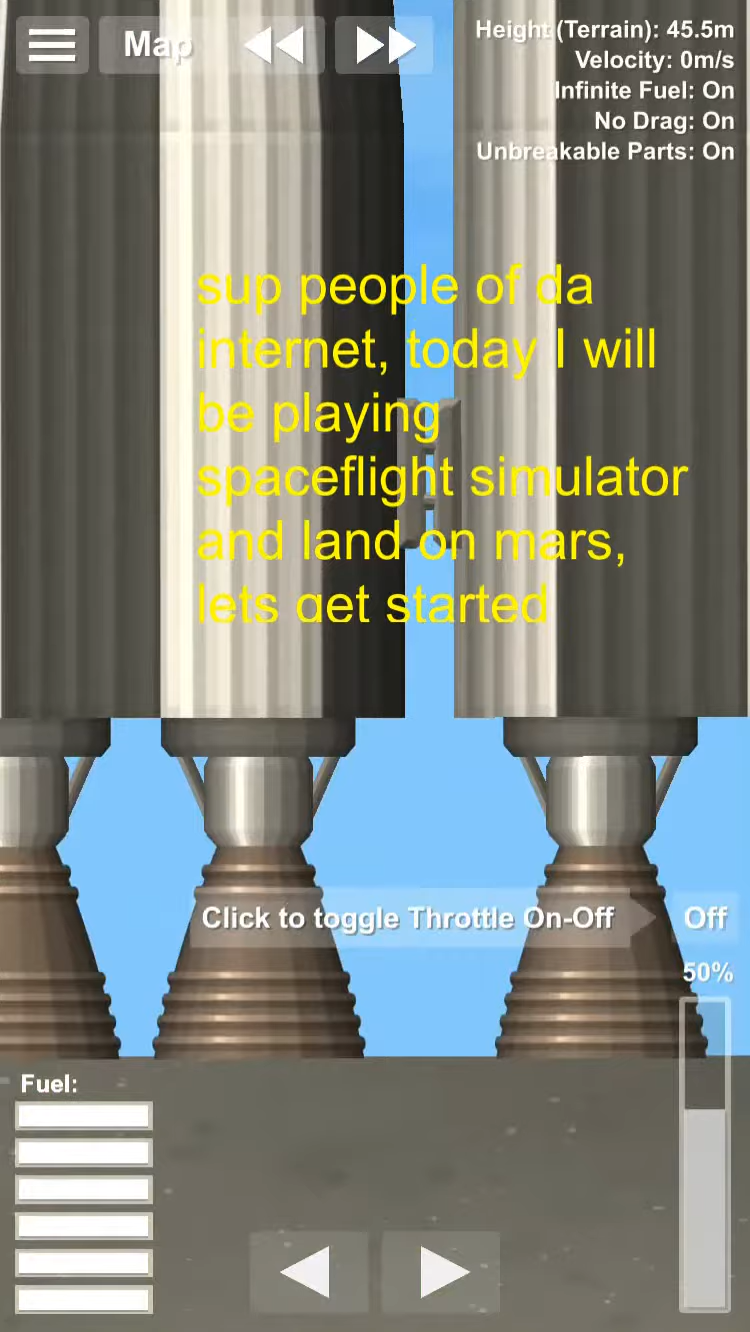 Map
Height (Terrain): 45.5m
Velocity: 0m/s
Infinite Fuel: On
No Drag: On
Unbreakable Parts: On
sup people of da
internet, today I will
be playing
spaceflight simulator
and land on mars,
lets get started
Click to toggle Throttle On-Off
Off
50%
Fuel: